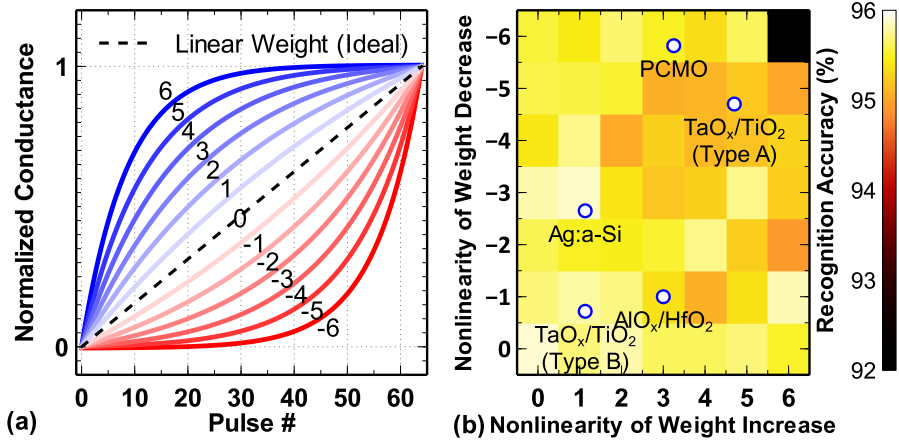 Linear Weight (Ideal)
Normalized Conductance
1
0
6
5
4
3
2
1
0
-1
-2
-3
-4
-5
-6
0 10 20 30 40 50 60
Pulse #
(a)
Nonlinearity of Weight Decrease
−6
−5
−4
−3
−2
−1
0
PCMO
TaOₓ/TiO₂
(Type A)
Ag:a-Si
AlOₓ/HfO₂
TaOₓ/TiO₂
(Type B)
0 1 2 3 4 5 6
(b) Nonlinearity of Weight Increase
Recognition Accuracy (%)
96
95
94
93
92